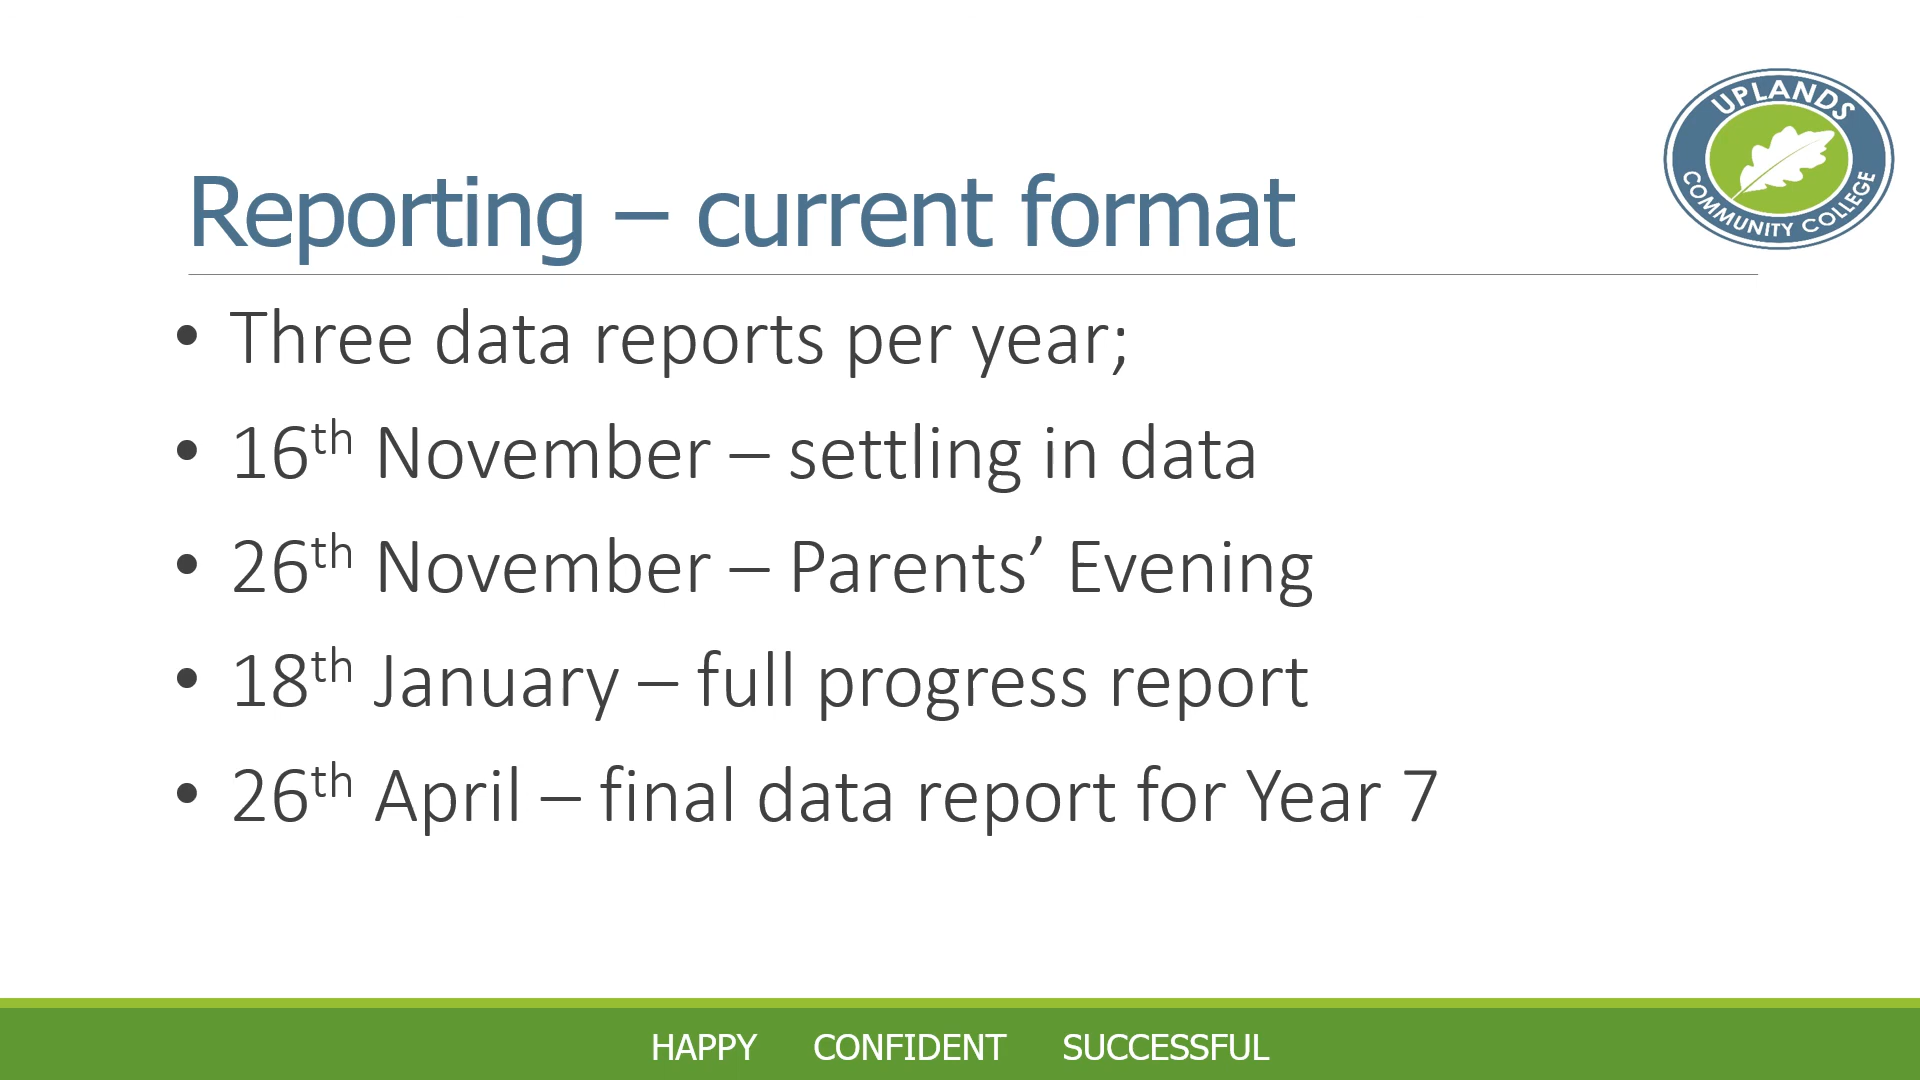 UPLANDS
COMMUNITY COLLEGE
Reporting – current format
• Three data reports per year;
• 16th November – settling in data
• 26th November – Parents’ Evening
• 18th January – full progress report
• 26th April – final data report for Year 7
HAPPY CONFIDENT SUCCESSFUL